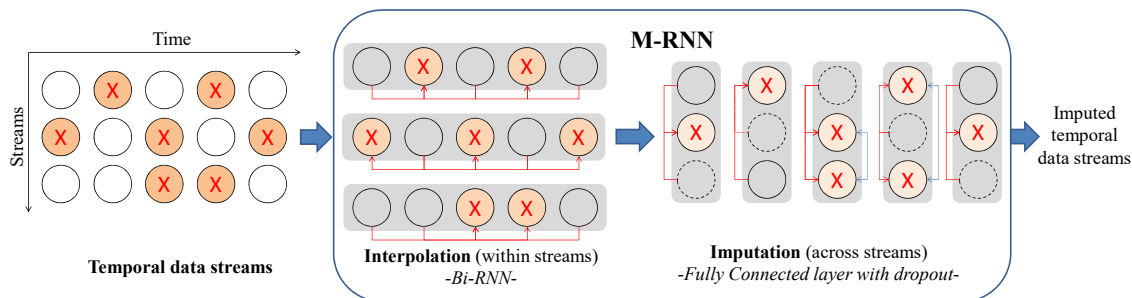 Time
Streams
X X
X X X
X X
Temporal data streams
M-RNN
X X
X X X
X X
Interpolation (within streams)
-Bi-RNN-
X X
X X X
X X
Imputation (across streams)
-Fully Connected layer with dropout-
Imputed
temporal
data streams